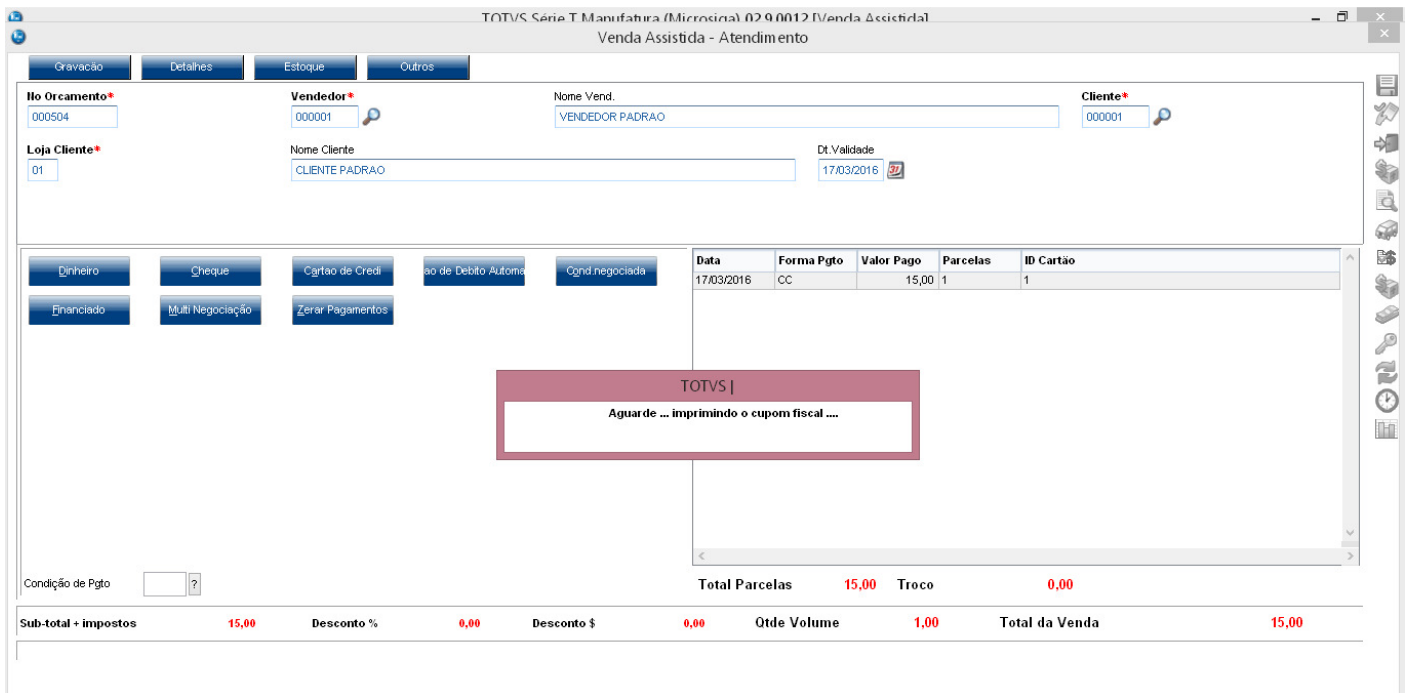 TOTVS Série T Manufatura (Microsiga) 02.9.0012 [Venda Assistida]
Venda Assistida - Atendimento
Gravacão Detalhes Estoque Outros
No Orcamento* Vendedor* Nome Vend. Cliente*
000504 000001 VENDEDOR PADRAO 000001
Loja Cliente* Nome Cliente Dt.Validade
01 CLIENTE PADRAO 17/03/2016 31
Dinheiro Cheque Cartao de Credi ao de Debito Automa Cond.negociada
Financiado Multi Negociação Zerar Pagamentos
Data Forma Pgto Valor Pago Parcelas ID Cartão
17/03/2016 CC 15,00 1 1
TOTVS |
Aguarde ... imprimindo o cupom fiscal ....
Condição de Pgto ? Total Parcelas 15,00 Troco 0,00
Sub-total + impostos 15,00 Desconto % 0,00 Desconto $ 0,00 Qtde Volume 1,00 Total da Venda 15,00